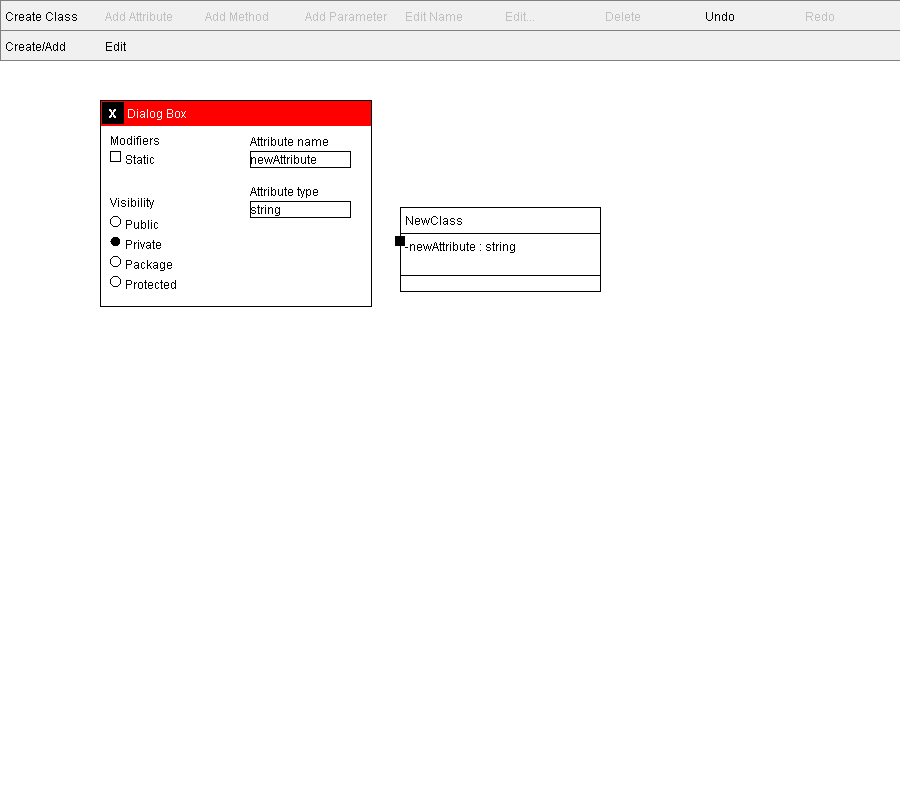 Create Class Add Attribute Add Method Add Parameter Edit Name Edit... Delete Undo Redo
Create/Add Edit
X Dialog Box
Modifiers
Static
Visibility
Public
Private
Package
Protected
Attribute name
newAttribute
Attribute type
string
NewClass
-newAttribute : string